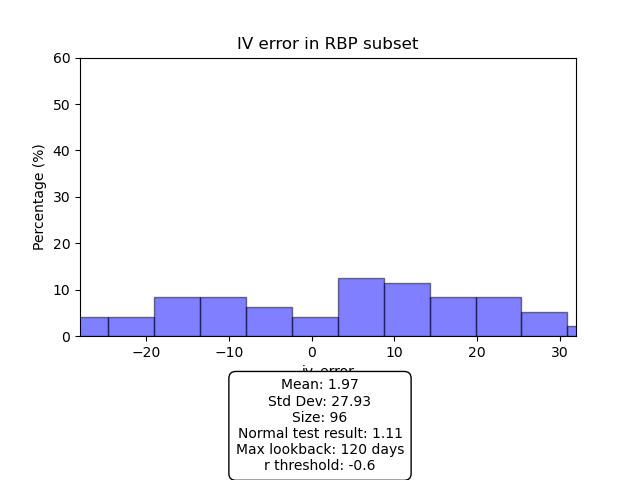 IV error in RBP subset
Percentage (%)
60
50
40
30
20
10
0
−20 −10 0 10 20 30
iv_error
Mean: 1.97
Std Dev: 27.93
Size: 96
Normal test result: 1.11
Max lookback: 120 days
r threshold: -0.6